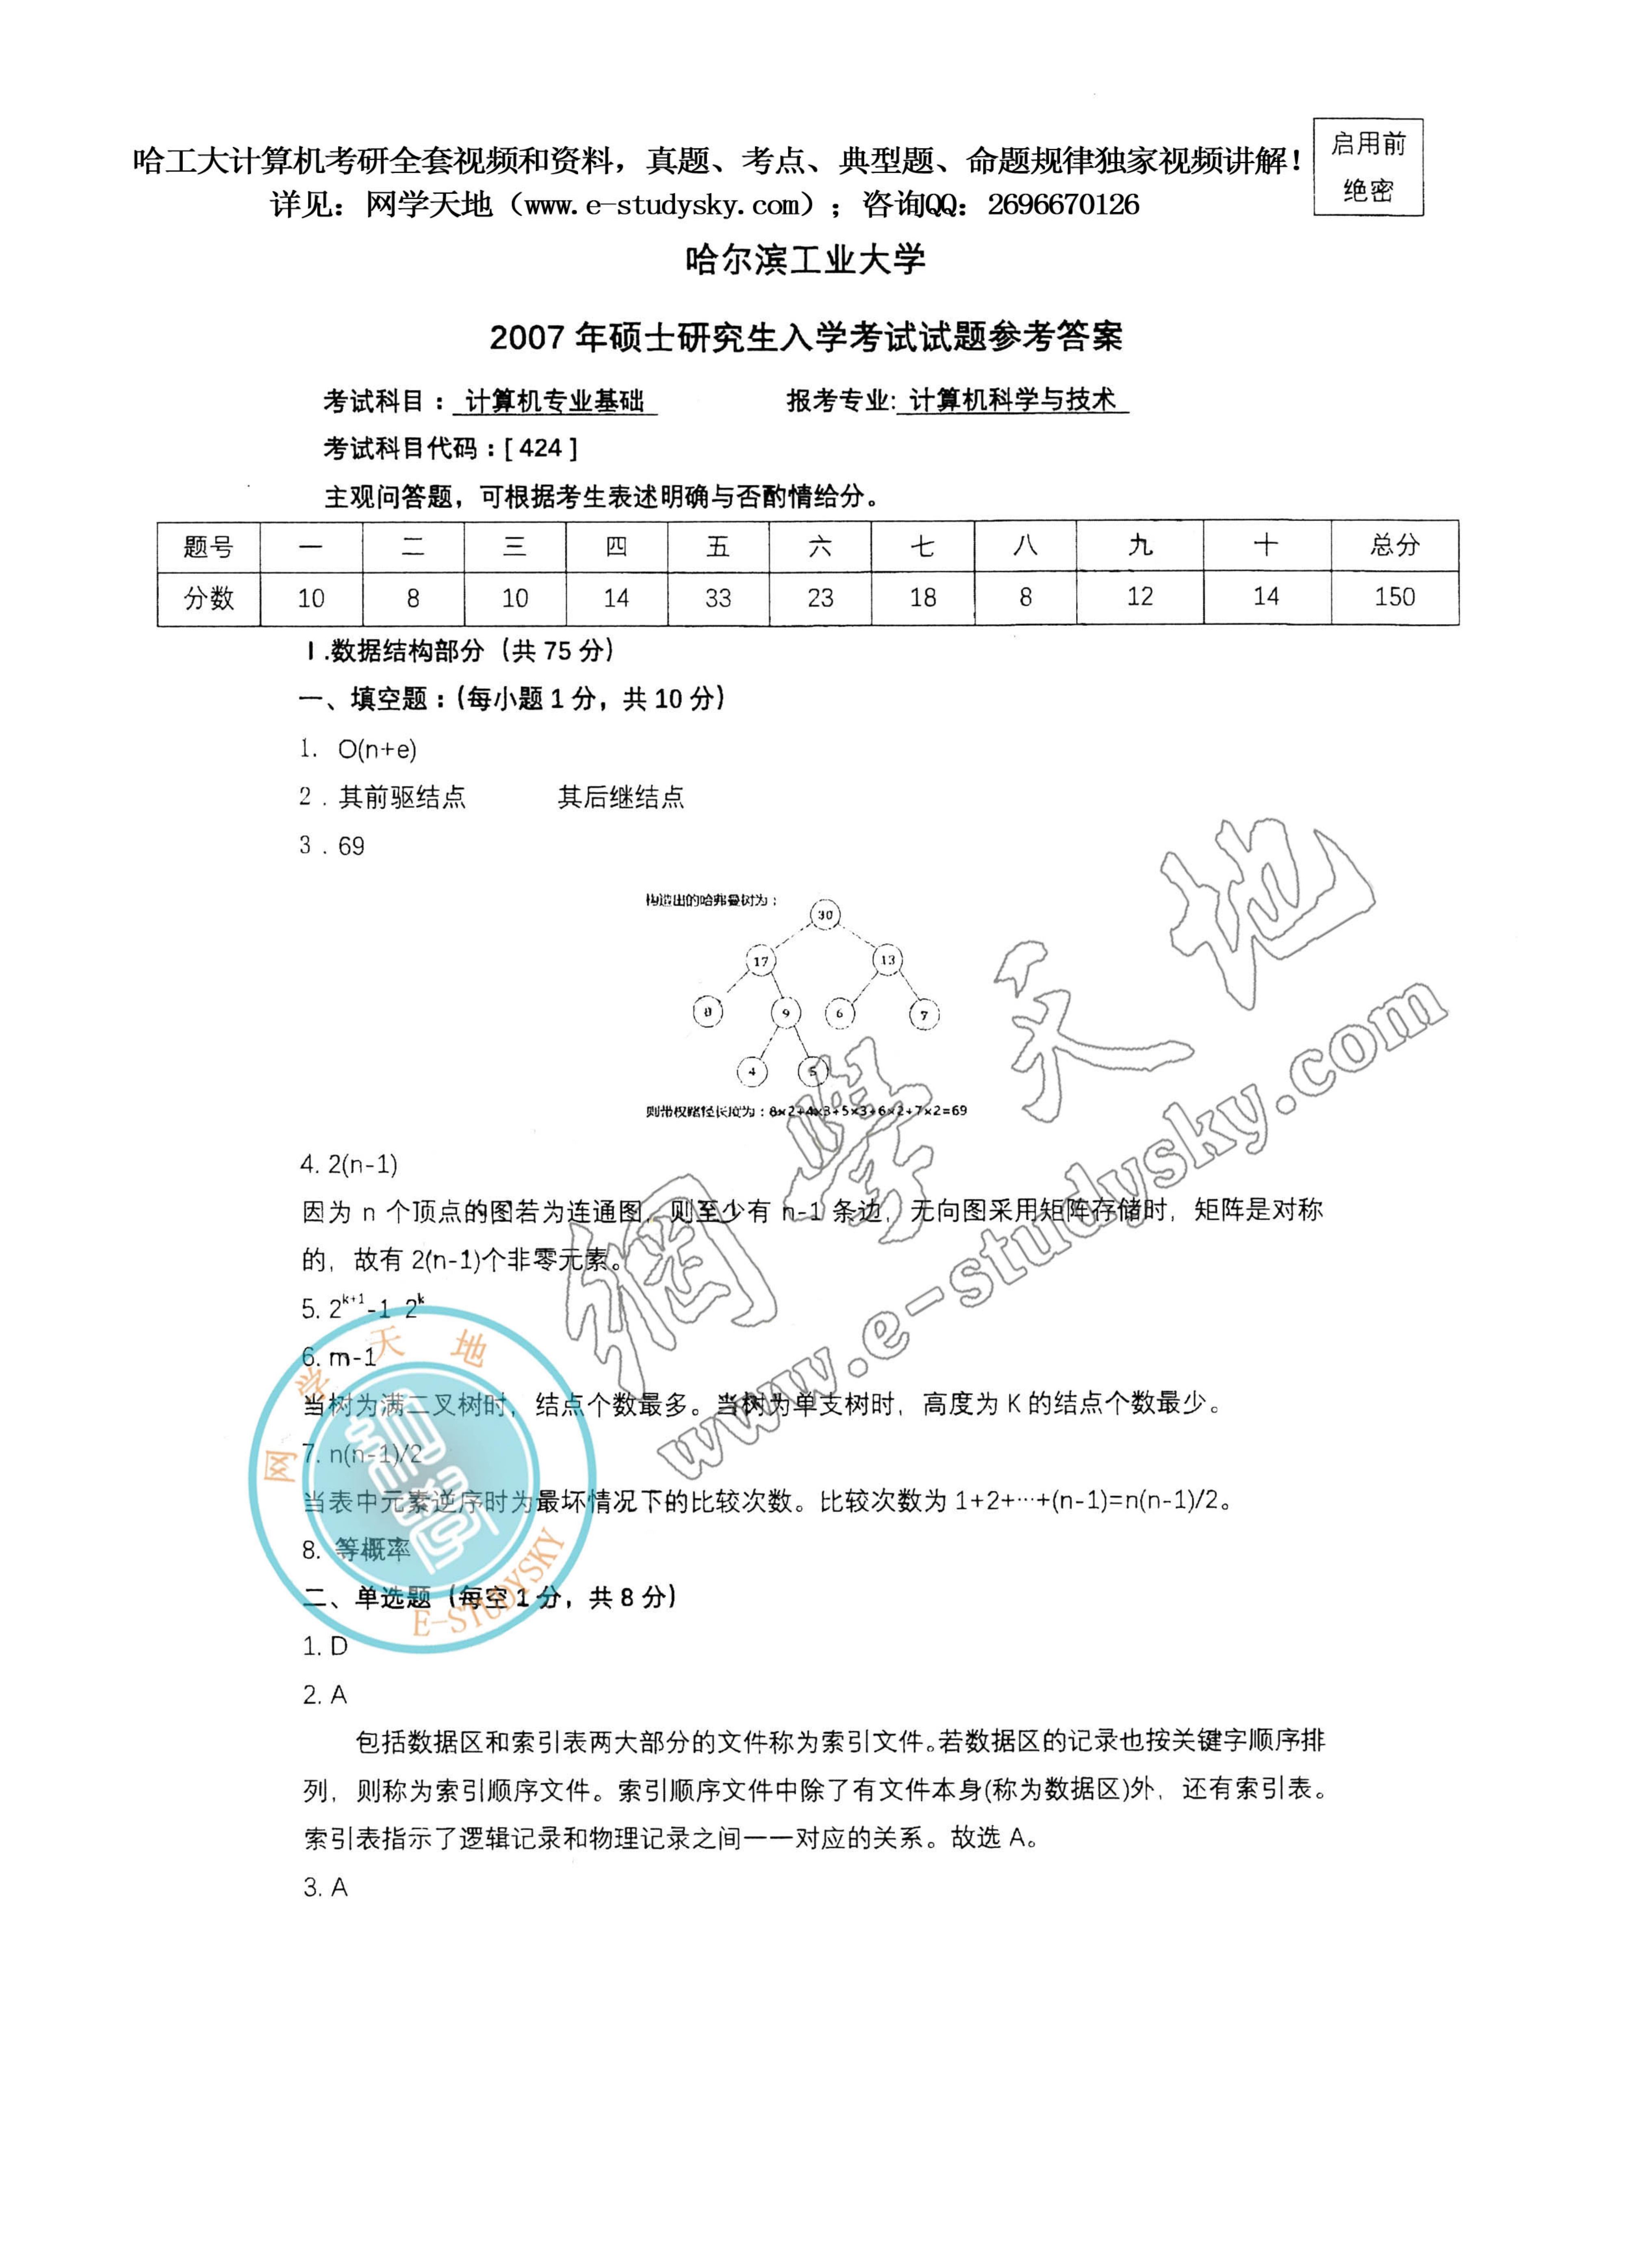 哈工大计算机考研全套视频和资料，真题、考点、典型题、命题规律独家视频讲解！
详见：网学天地（www.e-studysky.com）；咨询QQ：2696670126
启用前
绝密
哈尔滨工业大学
2007 年硕士研究生入学考试试题参考答案
考试科目： 计算机专业基础 报考专业: 计算机科学与技术
考试科目代码：[ 424 ]
主观问答题，可根据考生表述明确与否酌情给分。
题号 一 二 三 四 五 六 七 八 九 十 总分
分数 10 8 10 14 33 23 18 8 12 14 150
Ⅰ.数据结构部分（共 75 分）
一、填空题：（每小题 1 分，共 10 分）
1. O(n+e)
2．其前驱结点 其后继结点
3．69
构造出的哈弗曼树为：
30
17 13
8 9 6 7
4 5
则带权路径长度为：8×2+4×3+5×3+6×2+7×2=69
4. 2(n-1)
因为 n 个顶点的图若为连通图，则至少有 n-1 条边，无向图采用矩阵存储时，矩阵是对称
的，故有 2(n-1)个非零元素。
5. 2^{k+1}-1 2^k
6. m-1
当树为满二叉树时，结点个数最多。当树为单支树时，高度为 K 的结点个数最少。
7. n(n-1)/2
当表中元素逆序时为最坏情况下的比较次数。比较次数为 1+2+…+(n-1)=n(n-1)/2。
8. 等概率
二、单选题（每空 1 分，共 8 分）
1. D
2. A
包括数据区和索引表两大部分的文件称为索引文件。若数据区的记录也按关键字顺序排
列，则称为索引顺序文件。索引顺序文件中除了有文件本身(称为数据区)外，还有索引表。
索引表指示了逻辑记录和物理记录之间一一对应的关系。故选 A。
3. A
網學天地
www.e-studysky.com
网学天地
E-STUDYSKY